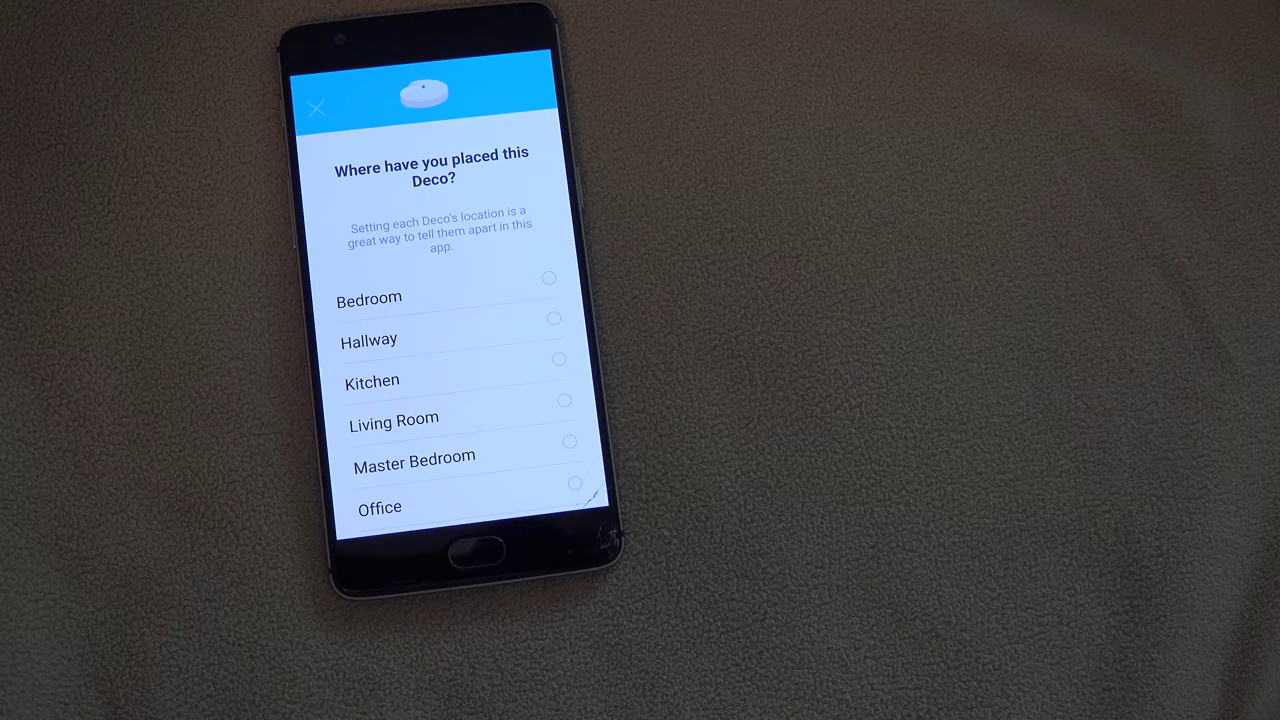 Where have you placed this
Deco?
Setting each Deco's location is a
great way to tell them apart in this
app.
Bedroom
Hallway
Kitchen
Living Room
Master Bedroom
Office